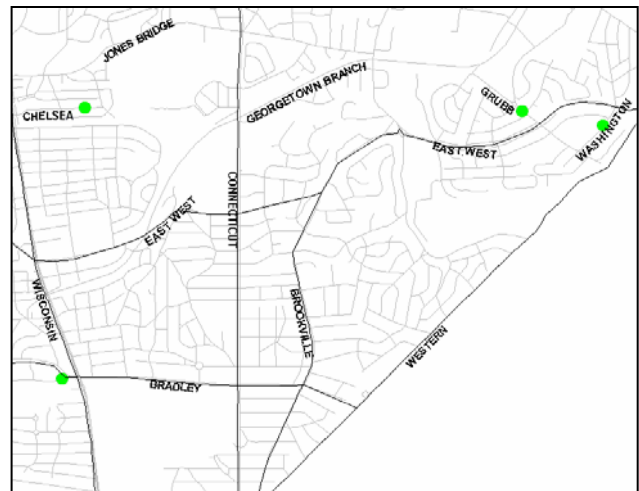 JONES BRIDGE
CHELSEA
GEORGETOWN BRANCH
GRUBB
WASHINGTON
EAST WEST
CONNECTICUT
EAST WEST
WISCONSIN
BROOKVILLE
WESTERN
BRADLEY